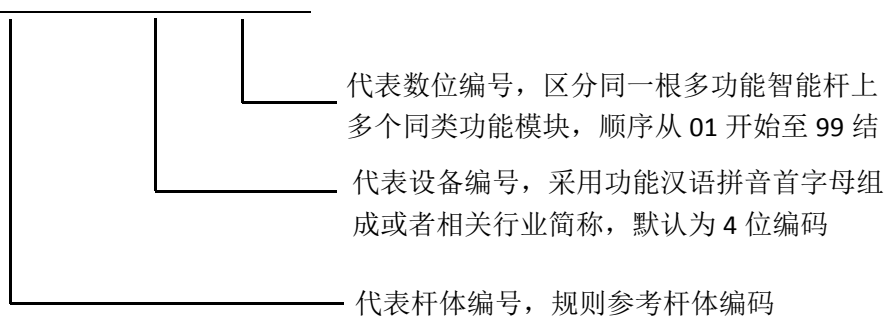 代表数位编号，区分同一根多功能智能杆上
多个同类功能模块，顺序从 01 开始至 99 结
代表设备编号，采用功能汉语拼音首字母组
成或者相关行业简称，默认为 4 位编码
代表杆体编号，规则参考杆体编码